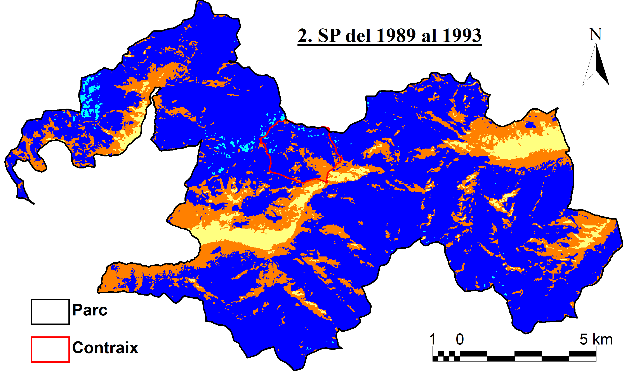 2. SP del 1989 al 1993
N
Parc
Contraix
1 0 5 km